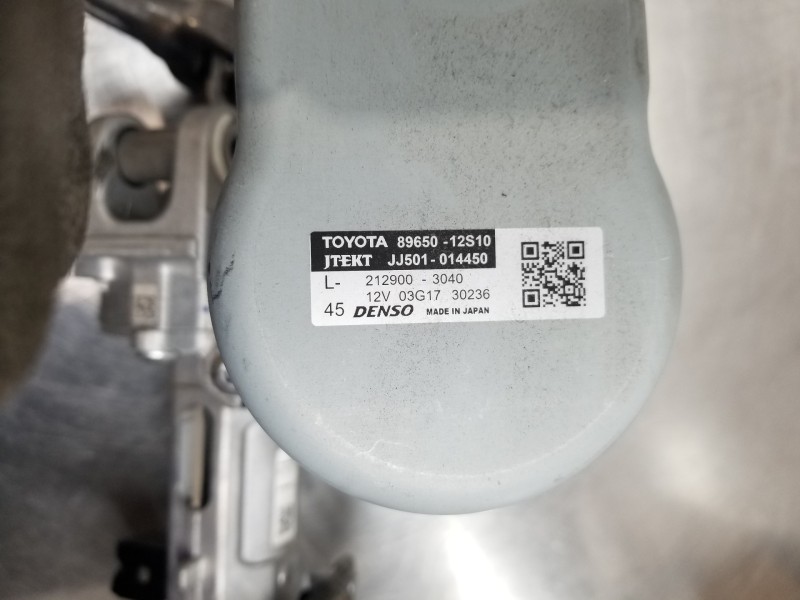 TOYOTA 89650-12S10
JTEKT JJ501-014450
L- 212900-3040
12V 03G17 30236
45 DENSO MADE IN JAPAN